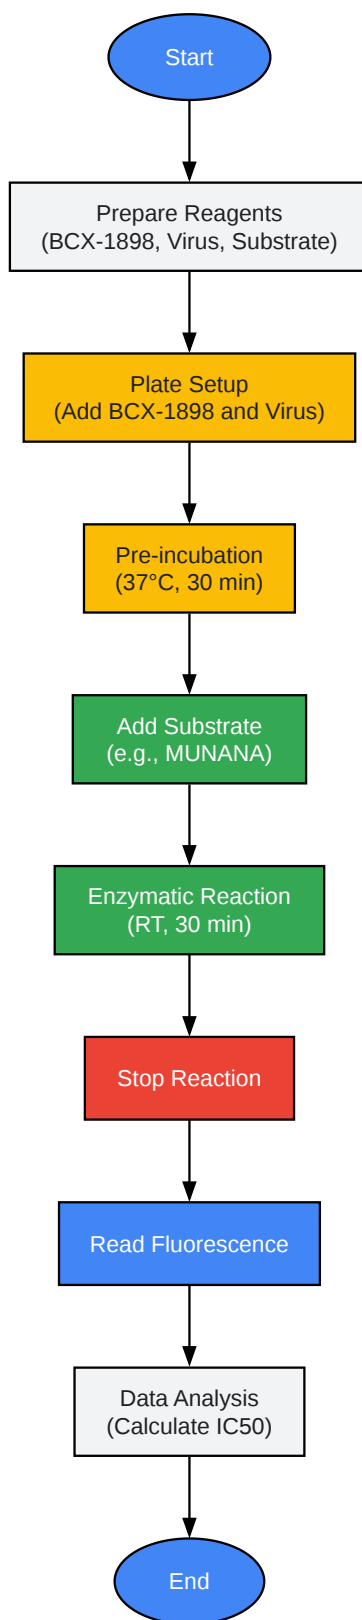 Start
Prepare Reagents
(BCX-1898, Virus, Substrate)
Plate Setup
(Add BCX-1898 and Virus)
Pre-incubation
(37°C, 30 min)
Add Substrate
(e.g., MUNANA)
Enzymatic Reaction
(RT, 30 min)
Stop Reaction
Read Fluorescence
Data Analysis
(Calculate IC50)
End